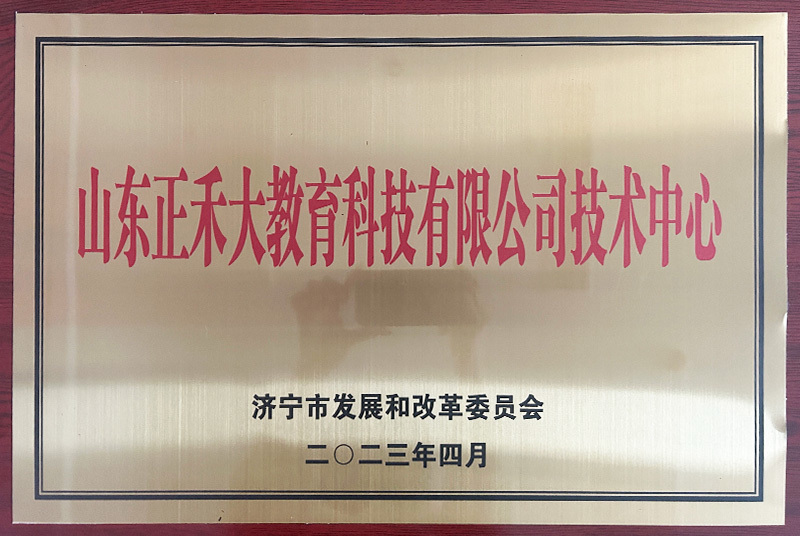 山东正禾大教育科技有限公司技术中心
济宁市发展和改革委员会
二〇二三年四月